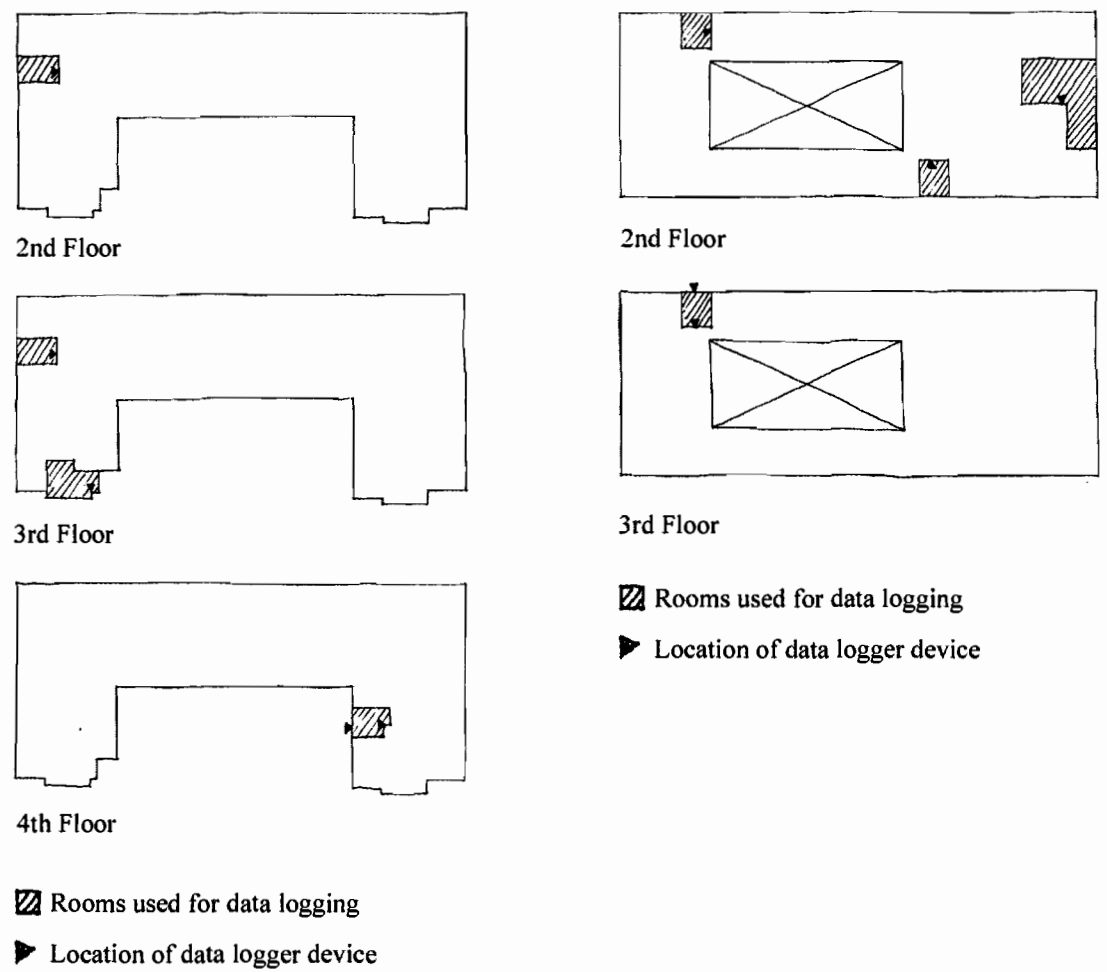 2nd Floor
3rd Floor
4th Floor
Rooms used for data logging
Location of data logger device
2nd Floor
3rd Floor
Rooms used for data logging
Location of data logger device